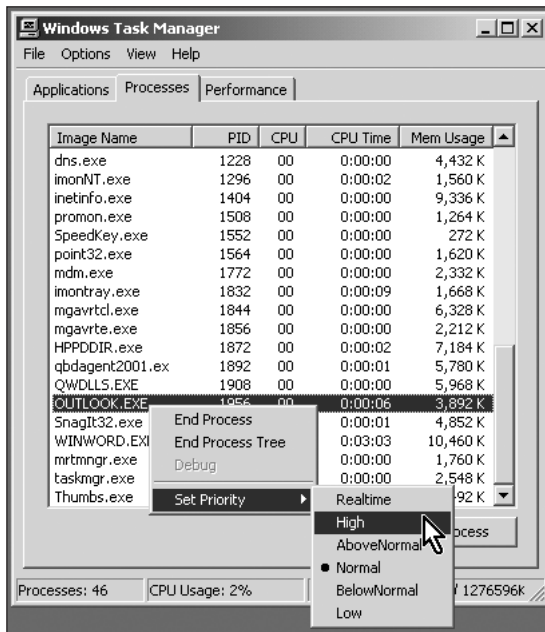 Windows Task Manager
File Options View Help
Applications Processes Performance
Image Name PID CPU CPU Time Mem Usage
dns.exe 1228 00 0:00:00 4,432 K
imonNT.exe 1296 00 0:00:02 1,560 K
inetinfo.exe 1404 00 0:00:00 9,336 K
promon.exe 1508 00 0:00:00 1,264 K
SpeedKey.exe 1552 00 0:00:00 272 K
point32.exe 1564 00 0:00:00 1,620 K
mdm.exe 1772 00 0:00:00 2,332 K
imontray.exe 1832 00 0:00:09 1,668 K
mgavrtcl.exe 1844 00 0:00:00 6,328 K
mgavrte.exe 1856 00 0:00:00 2,212 K
HPPDDIR.exe 1872 00 0:00:02 7,184 K
qbdagent2001.ex 1892 00 0:00:01 5,780 K
QWDLLS.EXE 1908 00 0:00:00 5,968 K
OUTLOOK.EXE 1956 00 0:00:06 3,892 K
SnagIt32.exe 0:00:01 4,852 K
End Process
WINWORD.EX 0:03:03 10,460 K
End Process Tree
mrtmngr.exe 0:00:00 1,760 K
Debug
taskmgr.exe 0:00:00 2,548 K
Thumbs.exe 92 K
Set Priority
Realtime
High
AboveNormal
Normal
BelowNormal
Low
ocess
Processes: 46 CPU Usage: 2% / 1276596K